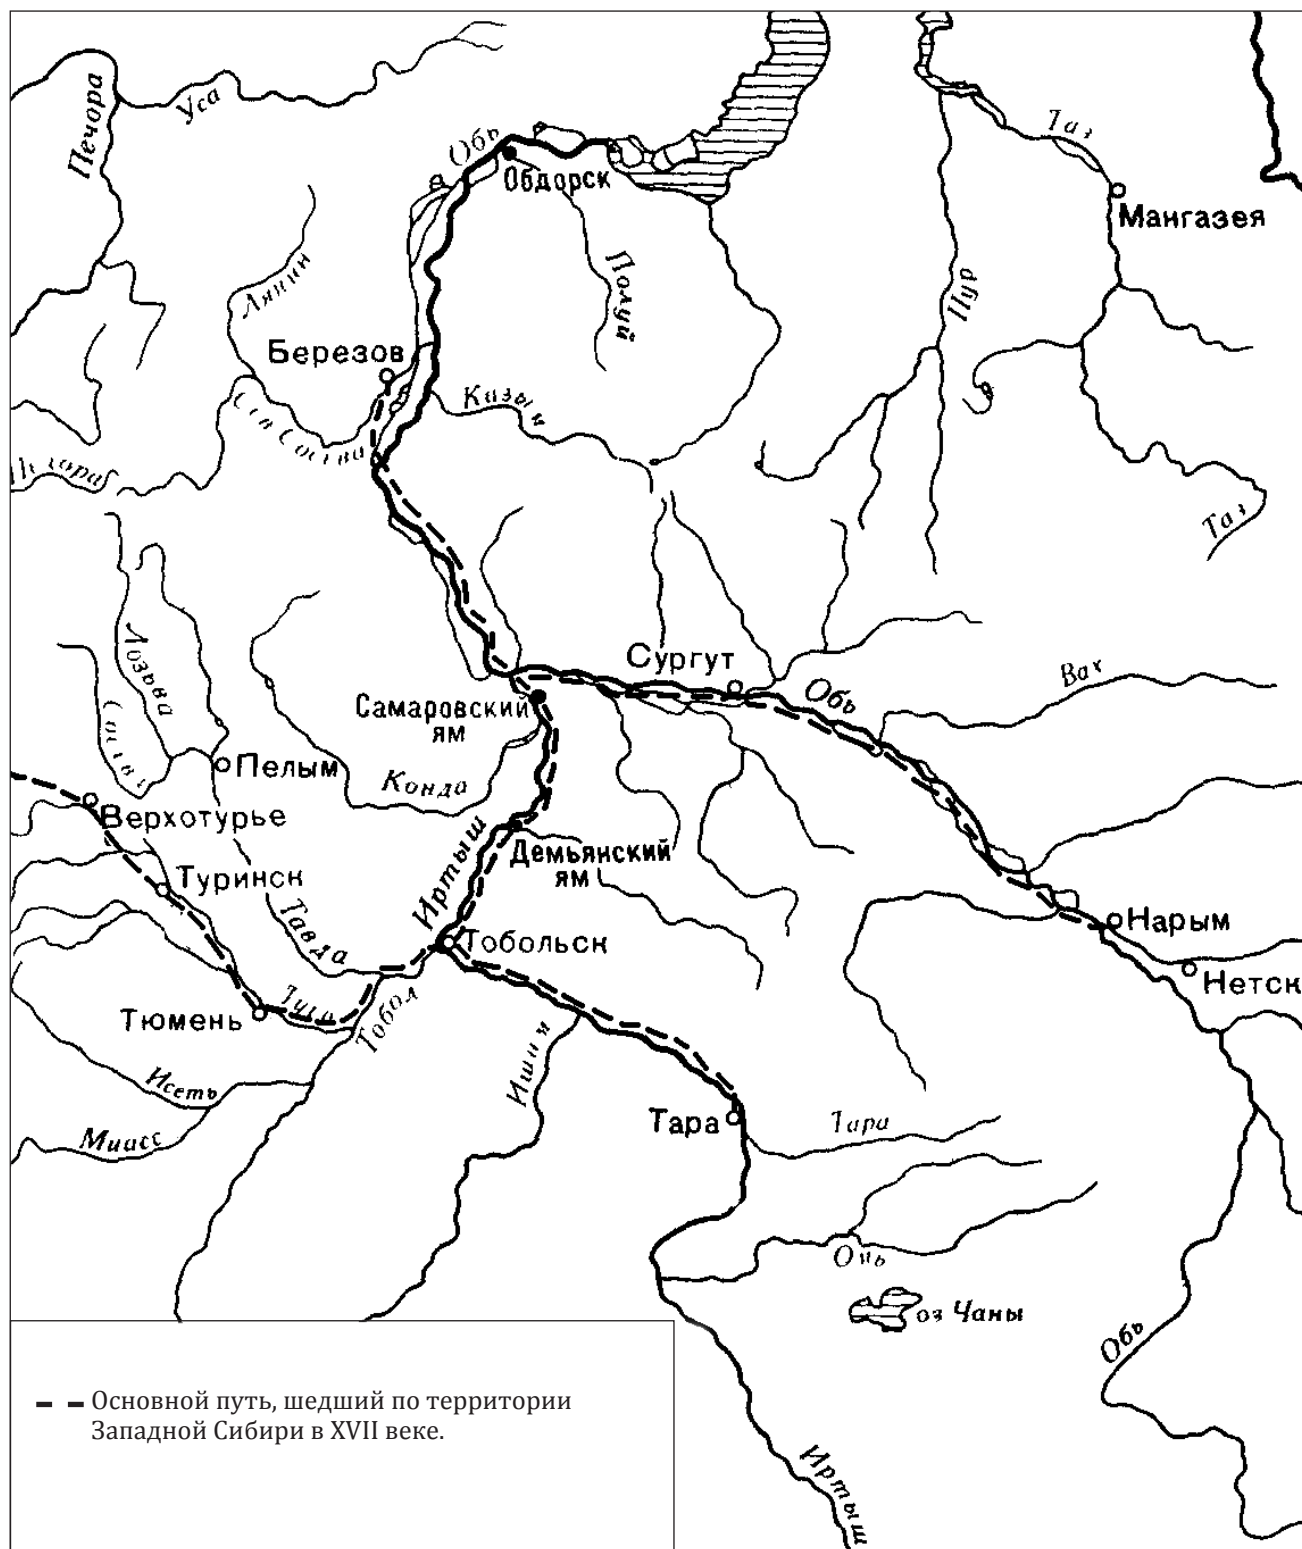 Печора
Уса
Обь
Обдорск
Таз
Мангазея
Полуй
Пур
Ляпин
Березов
Казым
Сев Сосьва
Таз
Лозьва
Сургут
Обь
Вах
Самаровский
ям
Пелым
Конда
Верхотурье
Иртыш
Демьянский
ям
Туринск
Тавда
Тобольск
Нарым
Нетск
Тюмень
Тобол
Ишим
Исеть
Миасс
Тара
Тара
Омь
оз Чаны
Обь
Иртыш
Основной путь, шедший по территории
Западной Сибири в XVII веке.